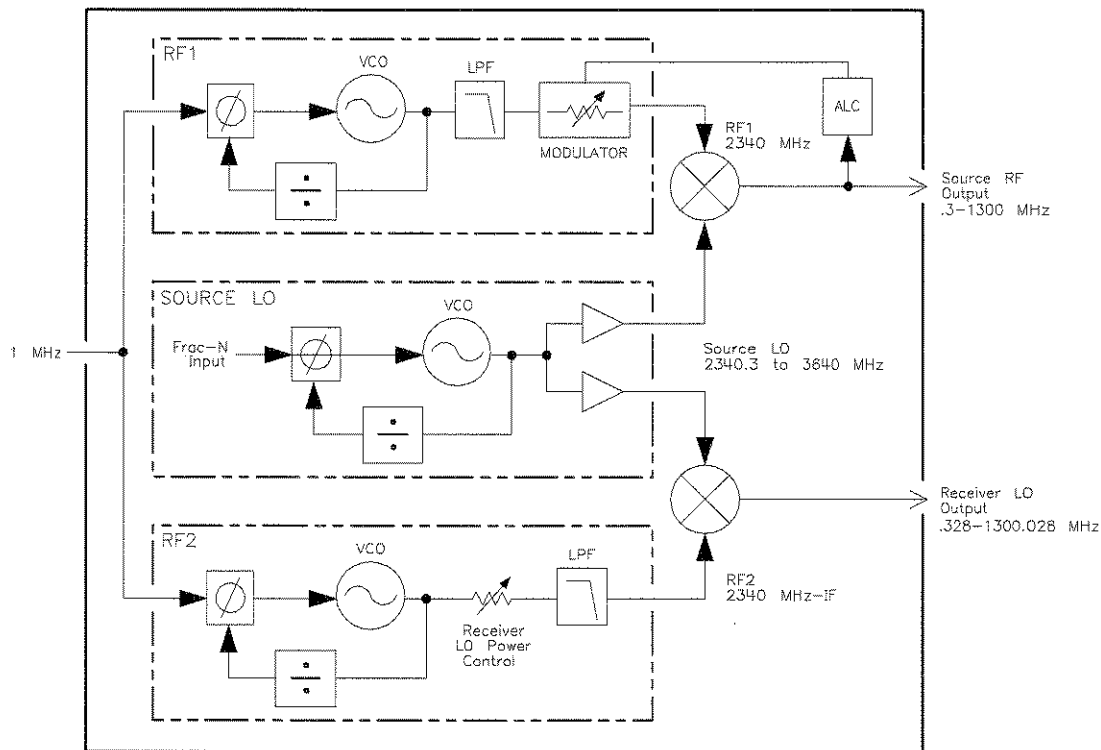 RF1
VCO
LPF
MODULATOR
ALC
RF1
2340 MHz
Source RF
Output
.3-1300 MHz
SOURCE LO
VCO
Frac-N
Input
1 MHz
Source LO
2340.3 to 3640 MHz
Receiver LO
Output
.328-1300.028 MHz
RF2
VCO
LPF
Receiver
LO Power
Control
RF2
2340 MHz-IF